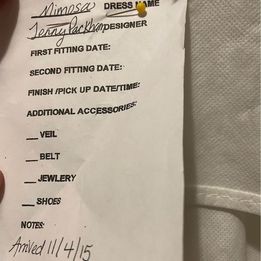 Mimosa DRESS NAME
Jenny Packham DESIGNER
FIRST FITTING DATE:
SECOND FITTING DATE:
FINISH /PICK UP DATE/TIME:
ADDITIONAL ACCESSORIES:
__ VEIL
__ BELT
__ JEWLERY
__ SHOES
NOTES:
Arrived 11/4/15